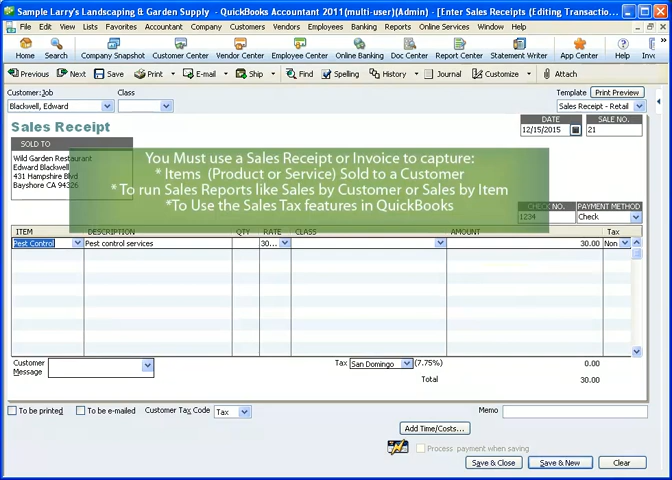 Sample Larry's Landscaping & Garden Supply - QuickBooks Accountant 2011(multi-user)(Admin) - [Enter Sales Receipts (Editing Transactio...
File Edit View Lists Favorites Accountant Company Customers Vendors Employees Banking Reports Online Services Window Help
Home Search Company Snapshot Customer Center Vendor Center Employee Center Online Banking Doc Center Report Center Statement Writer App Center Help Inv
Previous Next Save Print E-mail Ship Find Spelling History Journal Customize Attach
Customer:Job Class Template Print Preview
Blackwell, Edward Sales Receipt - Retail
Sales Receipt DATE SALE NO.
12/15/2015 21
SOLD TO
Wild Garden Restaurant
Edward Blackwell
431 Hampshire Blvd
Bayshore CA 94326
You Must use a Sales Receipt or Invoice to capture:
* Items (Product or Service) Sold to a Customer
* To run Sales Reports like Sales by Customer or Sales by Item
*To Use the Sales Tax features in QuickBooks
CHECK NO. PAYMENT METHOD
1234 Check
ITEM DESCRIPTION QTY RATE CLASS AMOUNT Tax
Pest Control Pest control services 30.... 30.00 Non
Customer Message Tax San Domingo (7.75%) 0.00
Total 30.00
To be printed To be e-mailed Customer Tax Code Tax Memo
Add Time/Costs...
Process payment when saving
Save & Close Save & New Clear